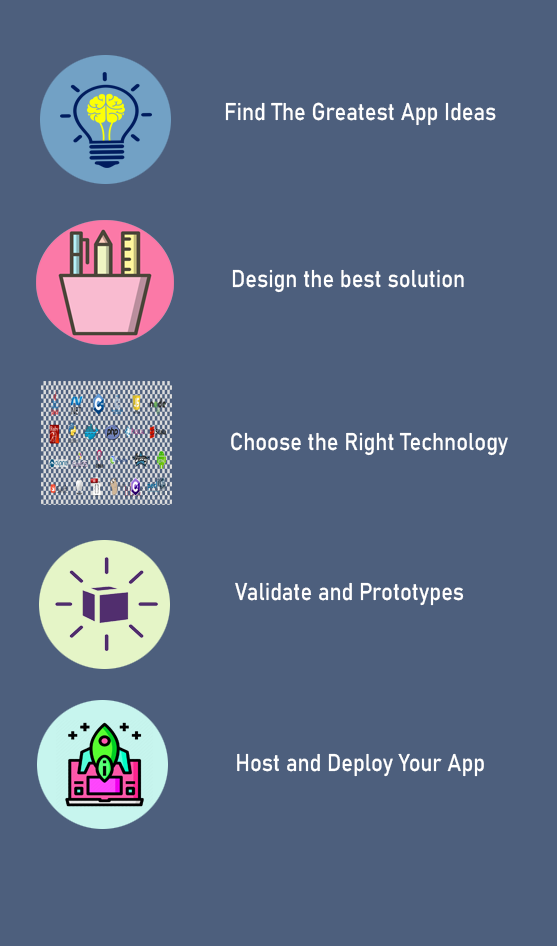 Find The Greatest App Ideas
Design the best solution
Choose the Right Technology
php
Validate and Prototypes
Host and Deploy Your App